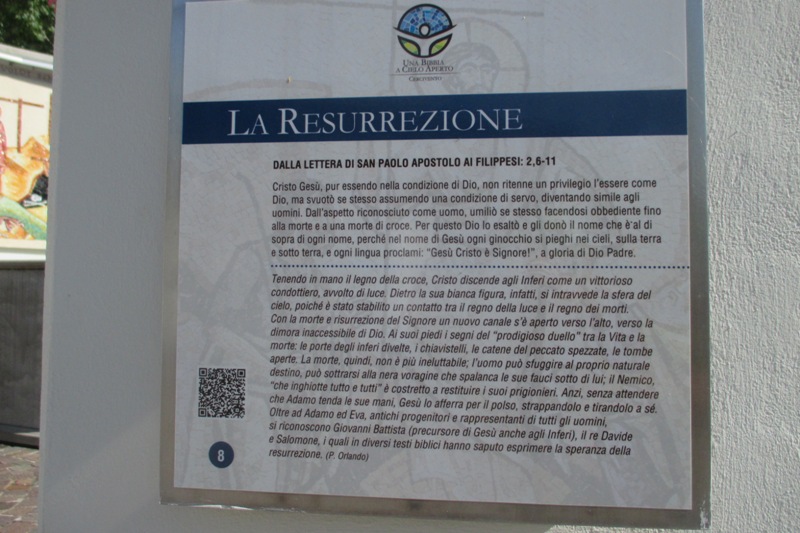 UNA BIBBIA
A CIELO APERTO
CERCIVENTO
LA RESURREZIONE
DALLA LETTERA DI SAN PAOLO APOSTOLO AI FILIPPESI: 2,6-11
Cristo Gesù, pur essendo nella condizione di Dio, non ritenne un privilegio l'essere come
Dio, ma svuotò se stesso assumendo una condizione di servo, diventando simile agli
uomini. Dall'aspetto riconosciuto come uomo, umiliò se stesso facendosi obbediente fino
alla morte e a una morte di croce. Per questo Dio lo esaltò e gli donò il nome che è'al di
sopra di ogni nome, perché nel nome di Gesù ogni ginocchio si pieghi nei cieli, sulla terra
e sotto terra, e ogni lingua proclami: "Gesù Cristo è Signore!", a gloria di Dio Padre.
Tenendo in mano il legno della croce, Cristo discende agli Inferi come un vittorioso
condottiero, avvolto di luce. Dietro la sua bianca figura, infatti, si intravvede la sfera del
cielo, poiché è stato stabilito un contatto tra il regno della luce e il regno dei morti.
Con la morte e risurrezione del Signore un nuovo canale s'è aperto verso l'alto, verso la
dimora inaccessibile di Dio. Ai suoi piedi i segni del "prodigioso duello" tra la Vita e la
morte: le porte degli inferi divelte, i chiavistelli, le catene del peccato spezzate, le tombe
aperte. La morte, quindi, non è più ineluttabile; l'uomo può sfuggire al proprio naturale
destino, può sottrarsi alla nera voragine che spalanca le sue fauci sotto di lui; il Nemico,
"che inghiotte tutto e tutti" è costretto a restituire i suoi prigionieri. Anzi, senza attendere
che Adamo tenda le sue mani, Gesù lo afferra per il polso, strappandolo e tirandolo a sé.
Oltre ad Adamo ed Eva, antichi progenitori e rappresentanti di tutti gli uomini,
si riconoscono Giovanni Battista (precursore di Gesù anche agli Inferi), il re Davide
e Salomone, i quali in diversi testi biblici hanno saputo esprimere la speranza della
resurrezione. (P. Orlando)
8